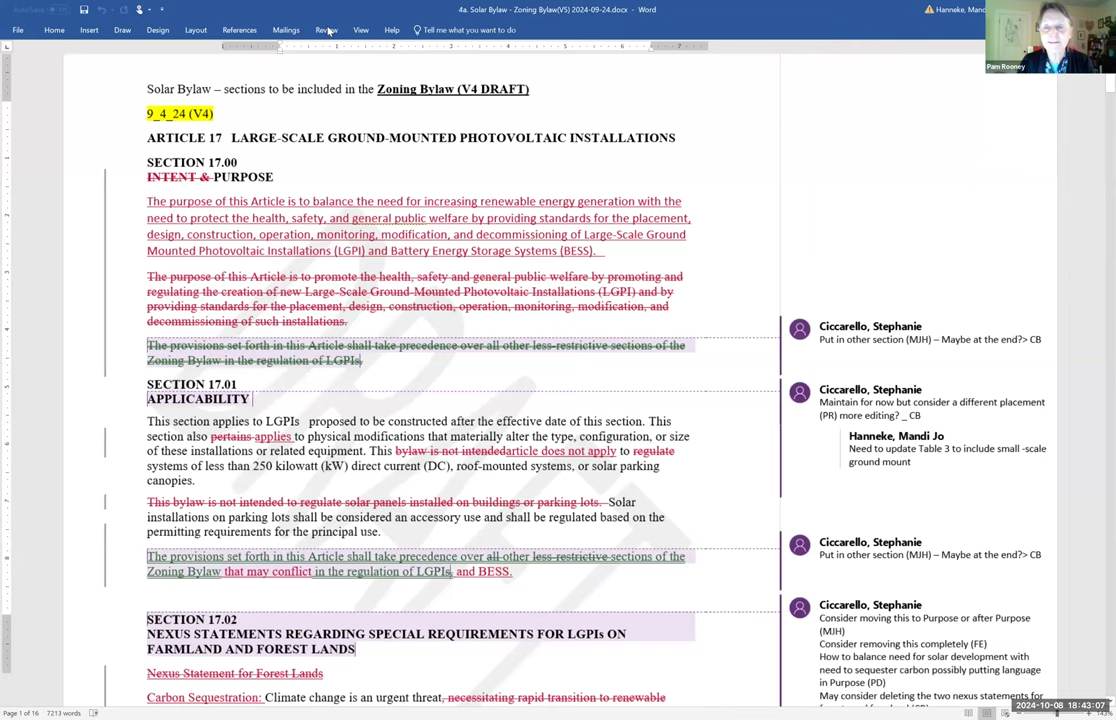 AutoSave
4a. Solar Bylaw - Zoning Bylaw(V5) 2024-09-24.docx - Word
Hanneke, Mand
File Home Insert Draw Design Layout References Mailings Review View Help Tell me what you want to do
Pam Rooney
Solar Bylaw – sections to be included in the Zoning Bylaw (V4 DRAFT)
9_4_24 (V4)
ARTICLE 17 LARGE-SCALE GROUND-MOUNTED PHOTOVOLTAIC INSTALLATIONS
SECTION 17.00
INTENT & PURPOSE
The purpose of this Article is to balance the need for increasing renewable energy generation with the
need to protect the health, safety, and general public welfare by providing standards for the placement,
design, construction, operation, monitoring, modification, and decommissioning of Large-Scale Ground
Mounted Photovoltaic Installations (LGPI) and Battery Energy Storage Systems (BESS).
The purpose of this Article is to promote the health, safety and general public welfare by promoting and
regulating the creation of new Large-Scale Ground-Mounted Photovoltaic Installations (LGPI) and by
providing standards for the placement, design, construction, operation, monitoring, modification, and
decommissioning of such installations.
The provisions set forth in this Article shall take precedence over all other less-restrictive sections of the
Zoning Bylaw in the regulation of LGPIs.
SECTION 17.01
APPLICABILITY
This section applies to LGPIs proposed to be constructed after the effective date of this section. This
section also pertains applies to physical modifications that materially alter the type, configuration, or size
of these installations or related equipment. This bylaw is not intendedarticle does not apply to regulate
systems of less than 250 kilowatt (kW) direct current (DC), roof-mounted systems, or solar parking
canopies.
This bylaw is not intended to regulate solar panels installed on buildings or parking lots. Solar
installations on parking lots shall be considered an accessory use and shall be regulated based on the
permitting requirements for the principal use.
The provisions set forth in this Article shall take precedence over all other less-restrictive sections of the
Zoning Bylaw that may conflict in the regulation of LGPIs. and BESS.
SECTION 17.02
NEXUS STATEMENTS REGARDING SPECIAL REQUIREMENTS FOR LGPIs ON
FARMLAND AND FOREST LANDS
Nexus Statement for Forest Lands
Carbon Sequestration: Climate change is an urgent threat, necessitating rapid transition to renewable
Ciccarello, Stephanie
Put in other section (MJH) – Maybe at the end?> CB
Ciccarello, Stephanie
Maintain for now but consider a different placement
(PR) more editing? _ CB
Hanneke, Mandi Jo
Need to update Table 3 to include small -scale
ground mount
Ciccarello, Stephanie
Put in other section (MJH) – Maybe at the end?> CB
Ciccarello, Stephanie
Consider moving this to Purpose or after Purpose
(MJH)
Consider removing this completely (FE)
How to balance need for solar development with
need to sequester carbon possibly putting language
in Purpose (PD)
May consider deleting the two nexus statements for
DRAFT
Page 1 of 16 7213 words
2024-10-08 18:43:07